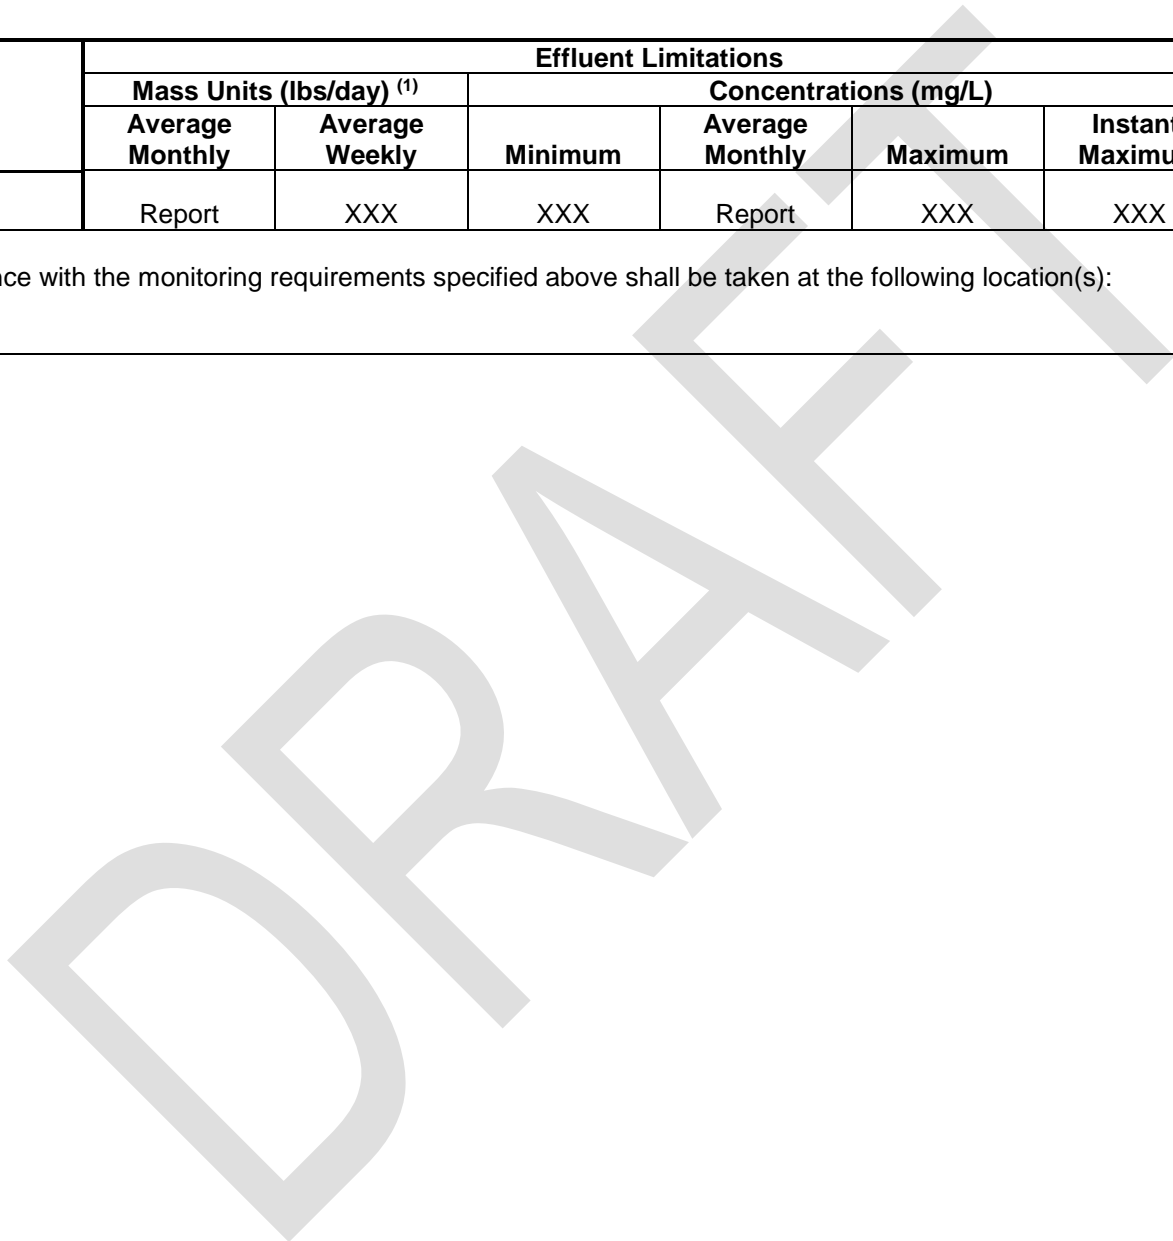 Effluent Limitations
Mass Units (lbs/day) (1) Concentrations (mg/L)
Average Monthly Average Weekly Minimum Average Monthly Maximum
Report XXX XXX Report XXX XXX
with the monitoring requirements specified above shall be taken at the following location(s):
DRAFT